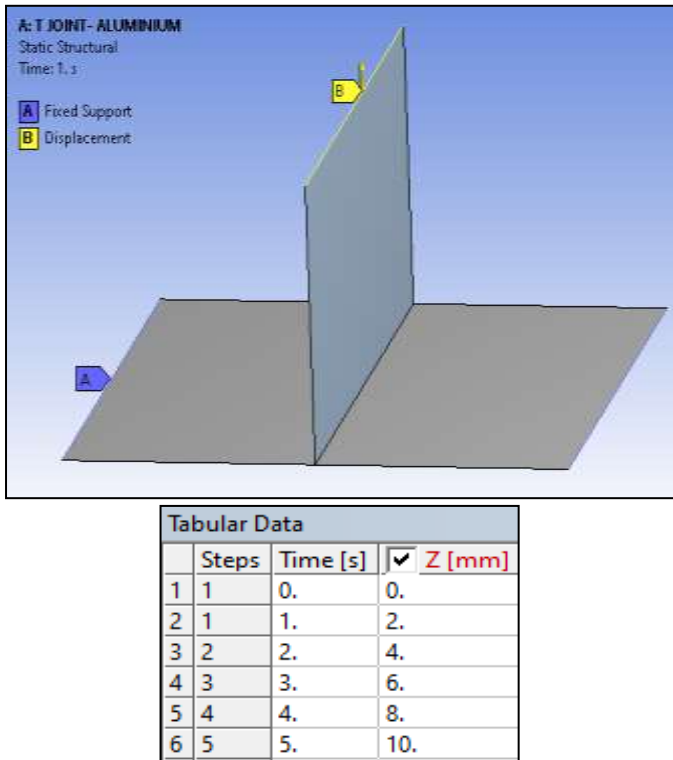 A: T JOINT- ALUMINIUM
Static Structural
Time: 1. s
A Fixed Support
B Displacement
B
A
Tabular Data
Steps Time [s] Z [mm]
1 1 0. 0.
2 1 1. 2.
3 2 2. 4.
4 3 3. 6.
5 4 4. 8.
6 5 5. 10.